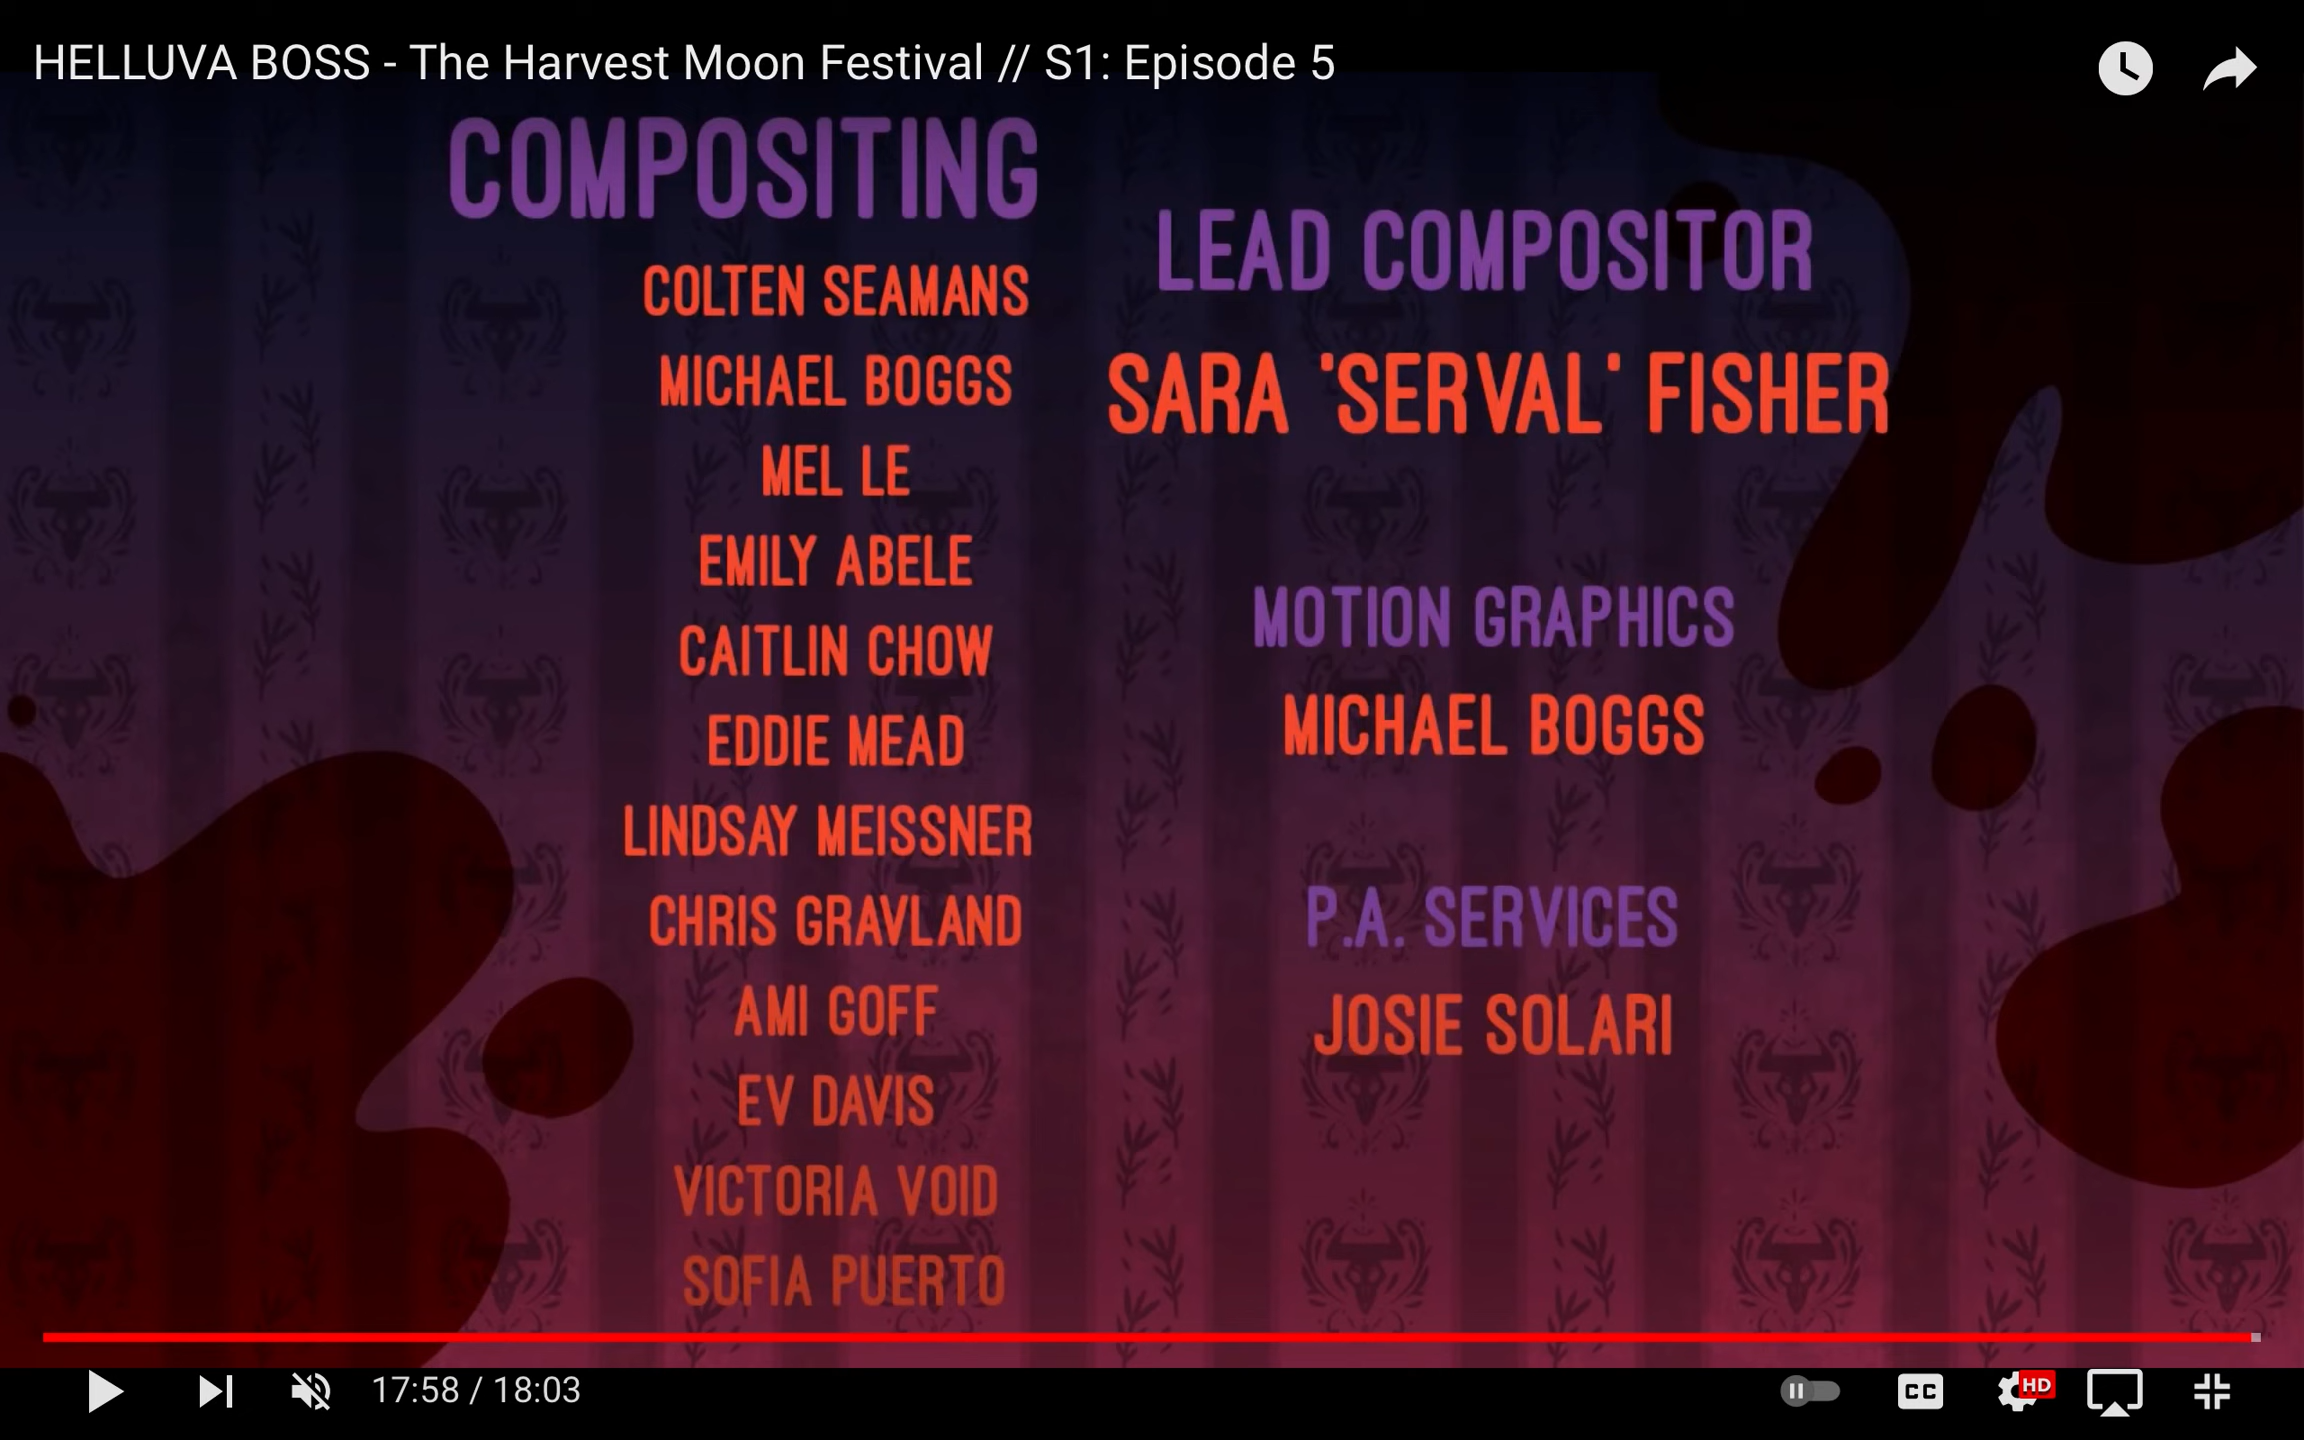 HELLUVA BOSS - The Harvest Moon Festival // S1: Episode 5
COMPOSITING
COLTEN SEAMANS
MICHAEL BOGGS
MEL LE
EMILY ABELE
CAITLIN CHOW
EDDIE MEAD
LINDSAY MEISSNER
CHRIS GRAVLAND
AMI GOFF
EV DAVIS
VICTORIA VOID
SOFIA PUERTO
LEAD COMPOSITOR
SARA 'SERVAL' FISHER
MOTION GRAPHICS
MICHAEL BOGGS
P.A. SERVICES
JOSIE SOLARI
17:58 / 18:03
CC
HD